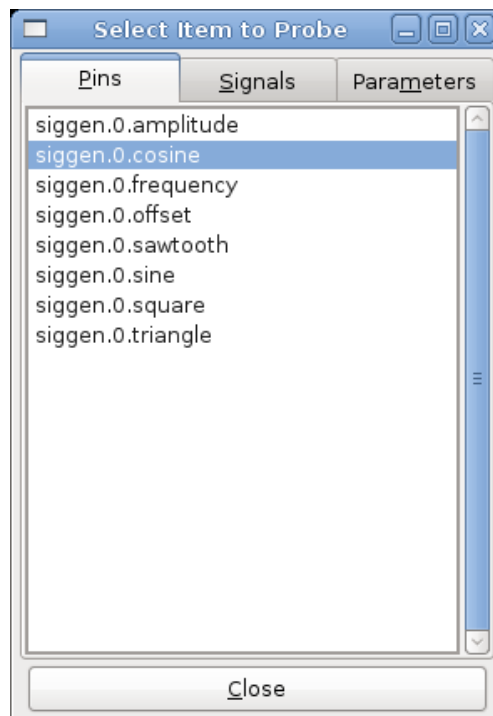 Select Item to Probe
Pins Signals Parameters
siggen.0.amplitude
siggen.0.cosine
siggen.0.frequency
siggen.0.offset
siggen.0.sawtooth
siggen.0.sine
siggen.0.square
siggen.0.triangle
Close